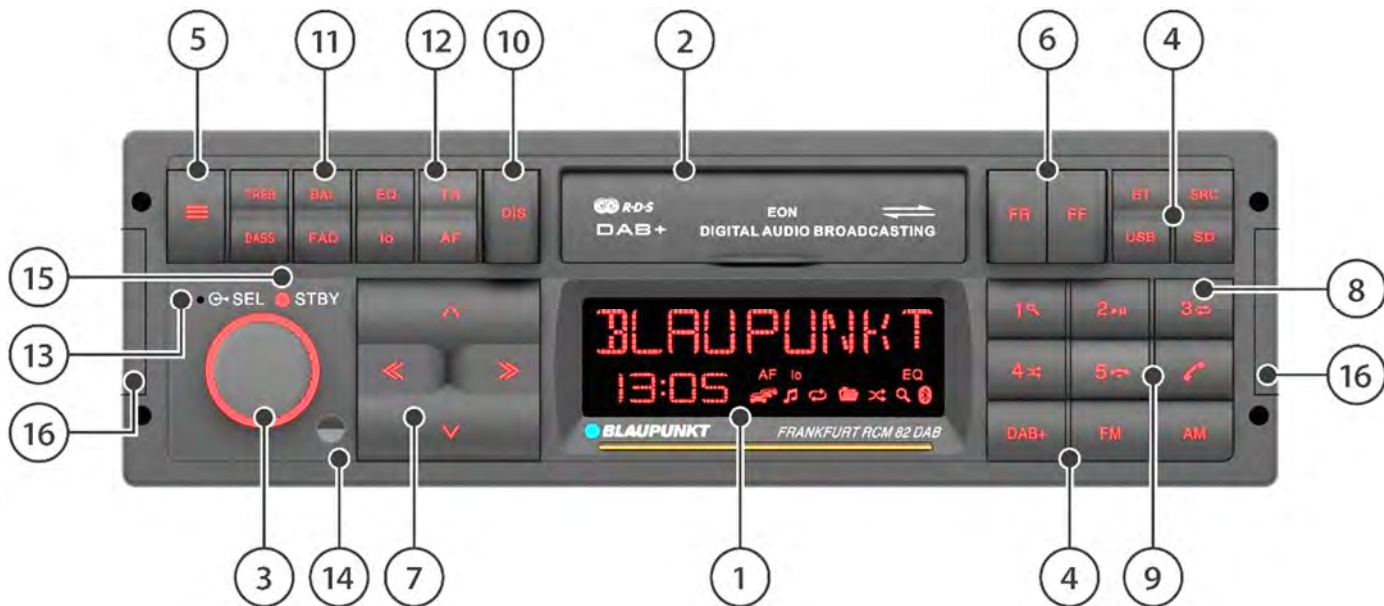 5 11 12 10 2 6 4
TREB BAL EQ TA
DIS
BASS FAD lo AF
R·D·S
DAB+
EON
DIGITAL AUDIO BROADCASTING
FR FF
BT SRC
USB SD
15
13
SEL STBY
16
BLAUPUNKT
13:05
AF lo EQ
BLAUPUNKT FRANKFURT RCM 82 DAB
1 2 3
4 5
DAB+ FM AM
8
16
3 14 7 1 4 9